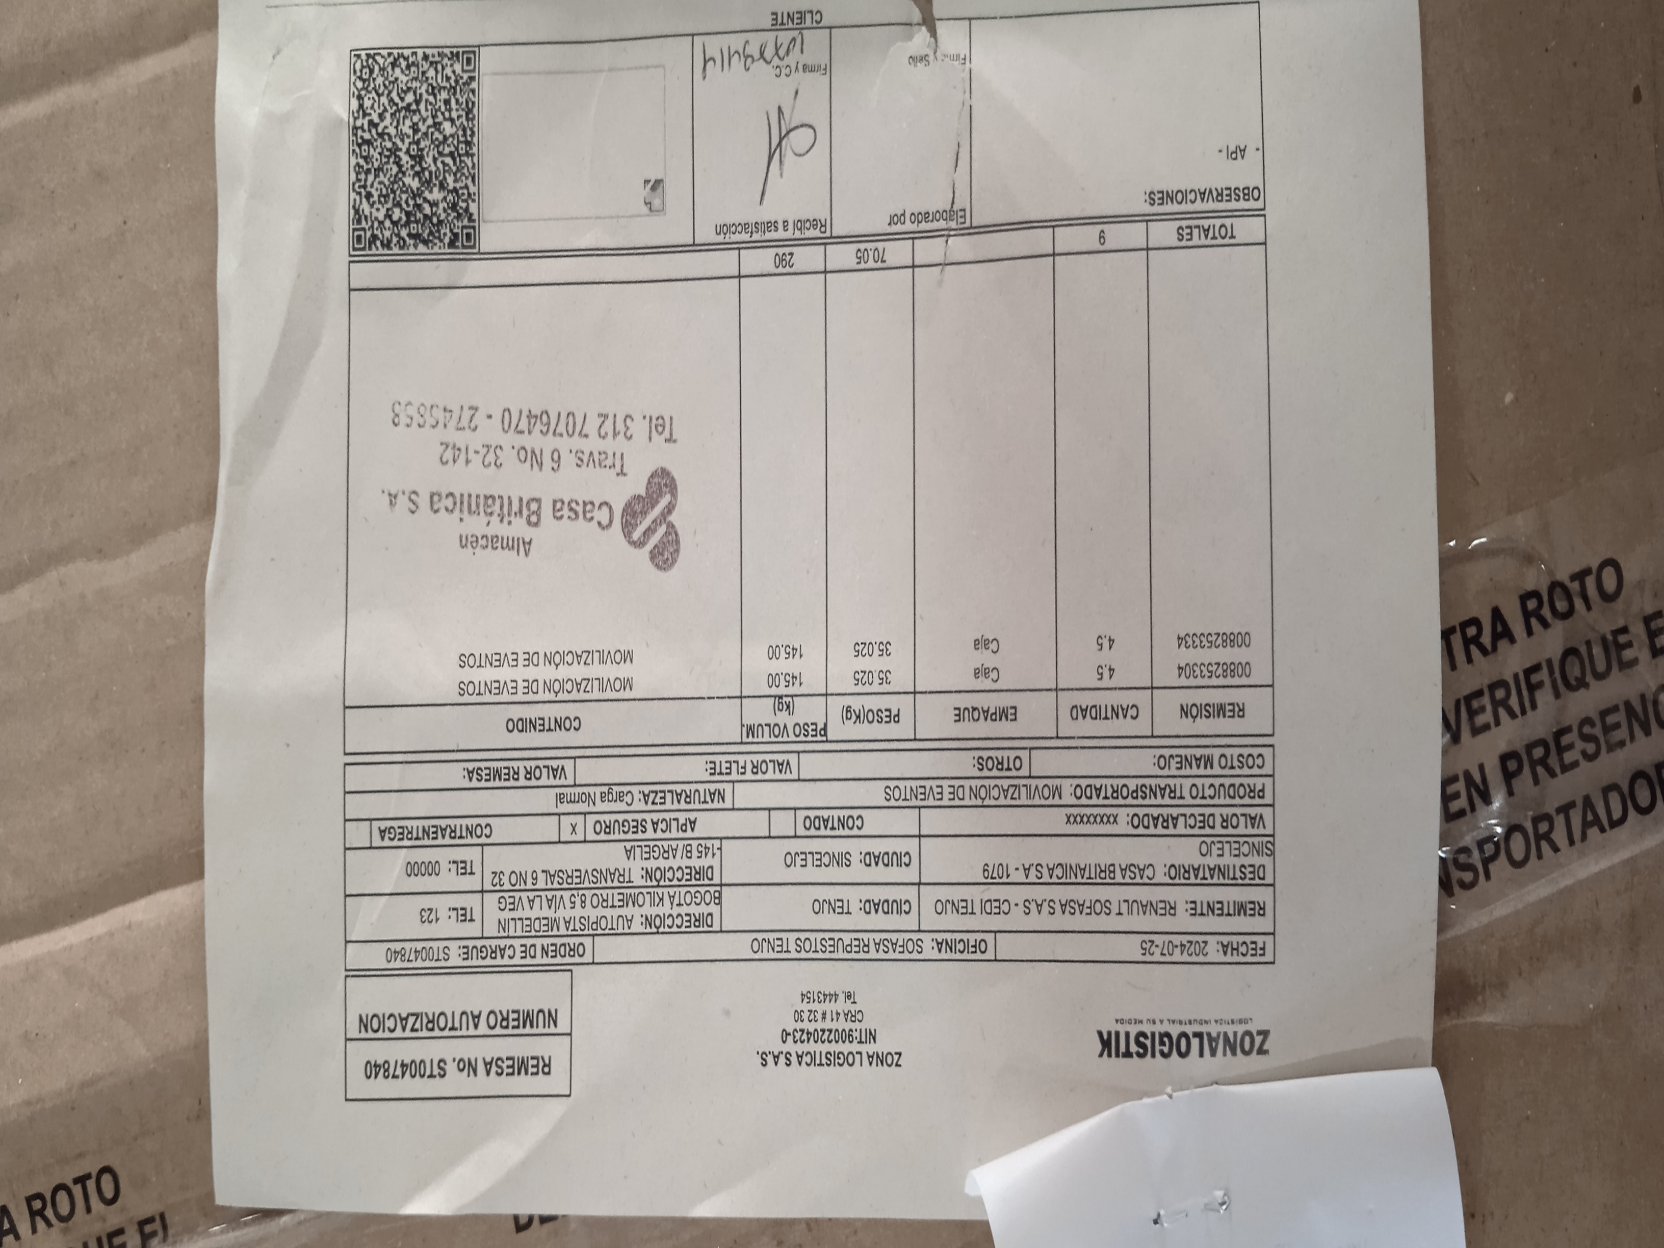 ZONALOGISTIK
LOGISTICA INDUSTRIAL A SU MEDIDA
ZONA LOGISTICA S.A.S.
NIT:900220423-0
CRA 41 # 32 30
Tel. 4443154
REMESA No. ST0047840
NUMERO AUTORIZACION
FECHA: 2024-07-25 OFICINA: SOFASA REPUESTOS TENJO ORDEN DE CARGUE: ST0047840
REMITENTE: RENAULT SOFASA S.A.S - CEDI TENJO CIUDAD: TENJO DIRECCIÓN: AUTOPISTA MEDELLIN TEL: 123
BOGOTÁ KILOMETRO 8,5 VÍA LA VEG
DESTINATARIO: CASA BRITANICA S.A - 1079 CIUDAD: SINCELEJO DIRECCIÓN: TRANSVERSAL 6 NO 32 TEL: 00000
SINCELEJO -145 B/ ARGELIA
VALOR DECLARADO: xxxxxxxx CONTADO APLICA SEGURO X CONTRAENTREGA
PRODUCTO TRANSPORTADO: MOVILIZACIÓN DE EVENTOS NATURALEZA: Carga Normal
COSTO MANEJO: OTROS: VALOR FLETE: VALOR REMESA:
REMISIÓN CANTIDAD EMPAQUE PESO(Kg) PESO VOLUM. (kg) CONTENIDO
0088253304 4,5 Caja 35.025 145.00 MOVILIZACIÓN DE EVENTOS
0088253334 4,5 Caja 35.025 145.00 MOVILIZACIÓN DE EVENTOS
Almacén
Casa Británica S.A.
Travs. 6 No. 32-142
Tel. 312 7076470 - 2745858
TOTALES 9 70.05 290
OBSERVACIONES:
- API -
Elaborado por
Firma y Sello
Recibí a satisfacción
Firma y C.C.
CLIENTE
TRA ROTO
VERIFIQUE E
EN PRESENC
NSPORTADOR
A ROTO